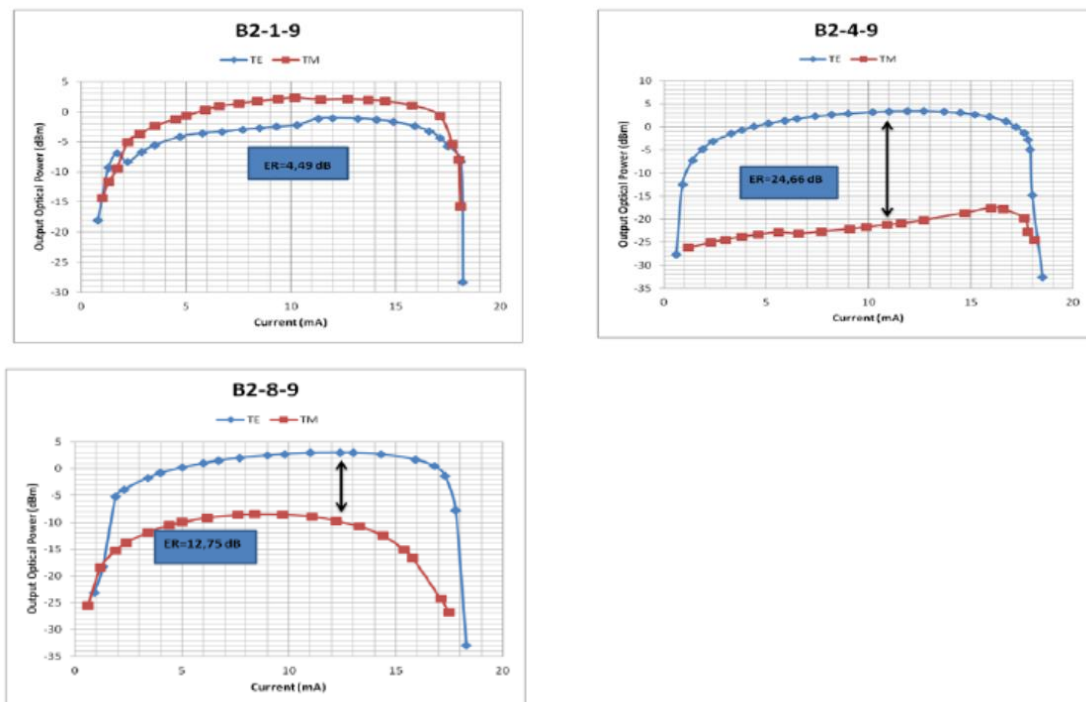 B2-1-9
TE TM
Output Optical Power (dBm)
5
0
-5
-10
-15
-20
-25
-30
ER=4,49 dB
0 5 10 15 20
Current (mA)
B2-4-9
TE TM
Output Optical Power (dBm)
10
5
0
-5
-10
-15
-20
-25
-30
-35
ER=24,66 dB
0 5 10 15 20
Current (mA)
B2-8-9
TE TM
Output Optical Power (dBm)
5
0
-5
-10
-15
-20
-25
-30
-35
ER=12,75 dB
0 5 10 15 20
Current (mA)